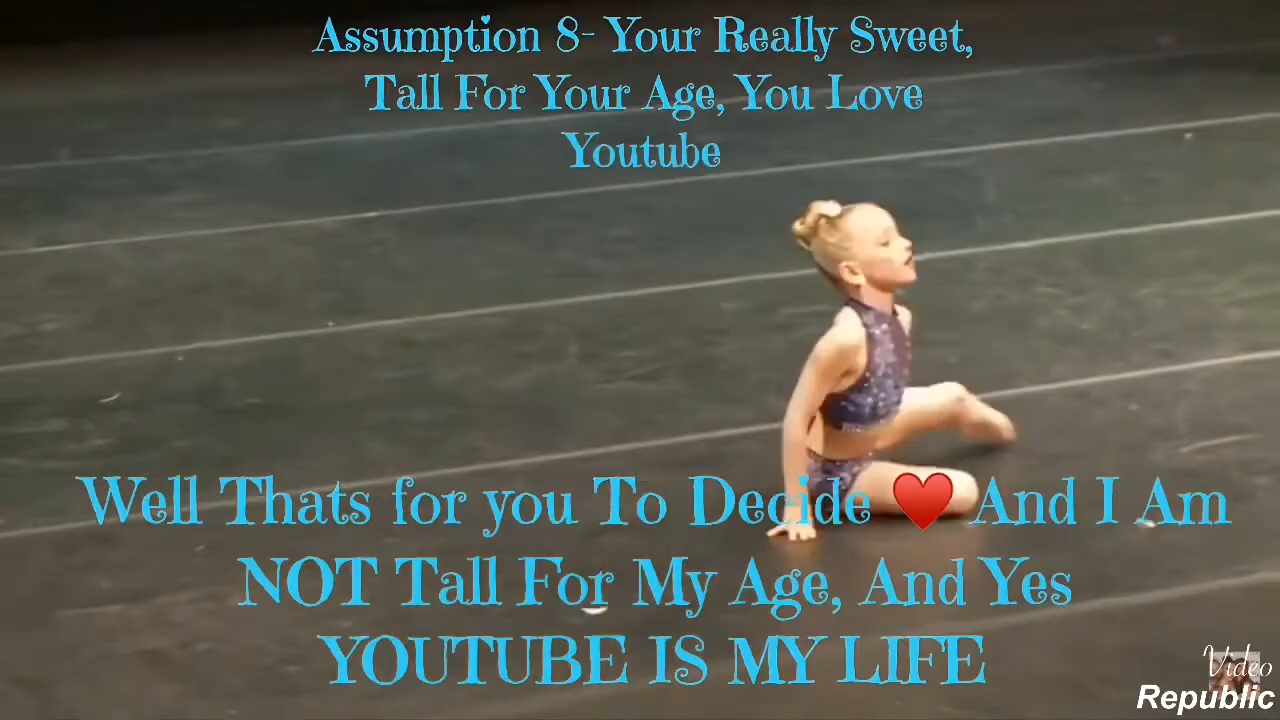 Assumption 8- Your Really Sweet,
Tall For Your Age, You Love
Youtube
Well Thats for you To Decide ♥️ And I Am
NOT Tall For My Age, And Yes
YOUTUBE IS MY LIFE
Video
Republic